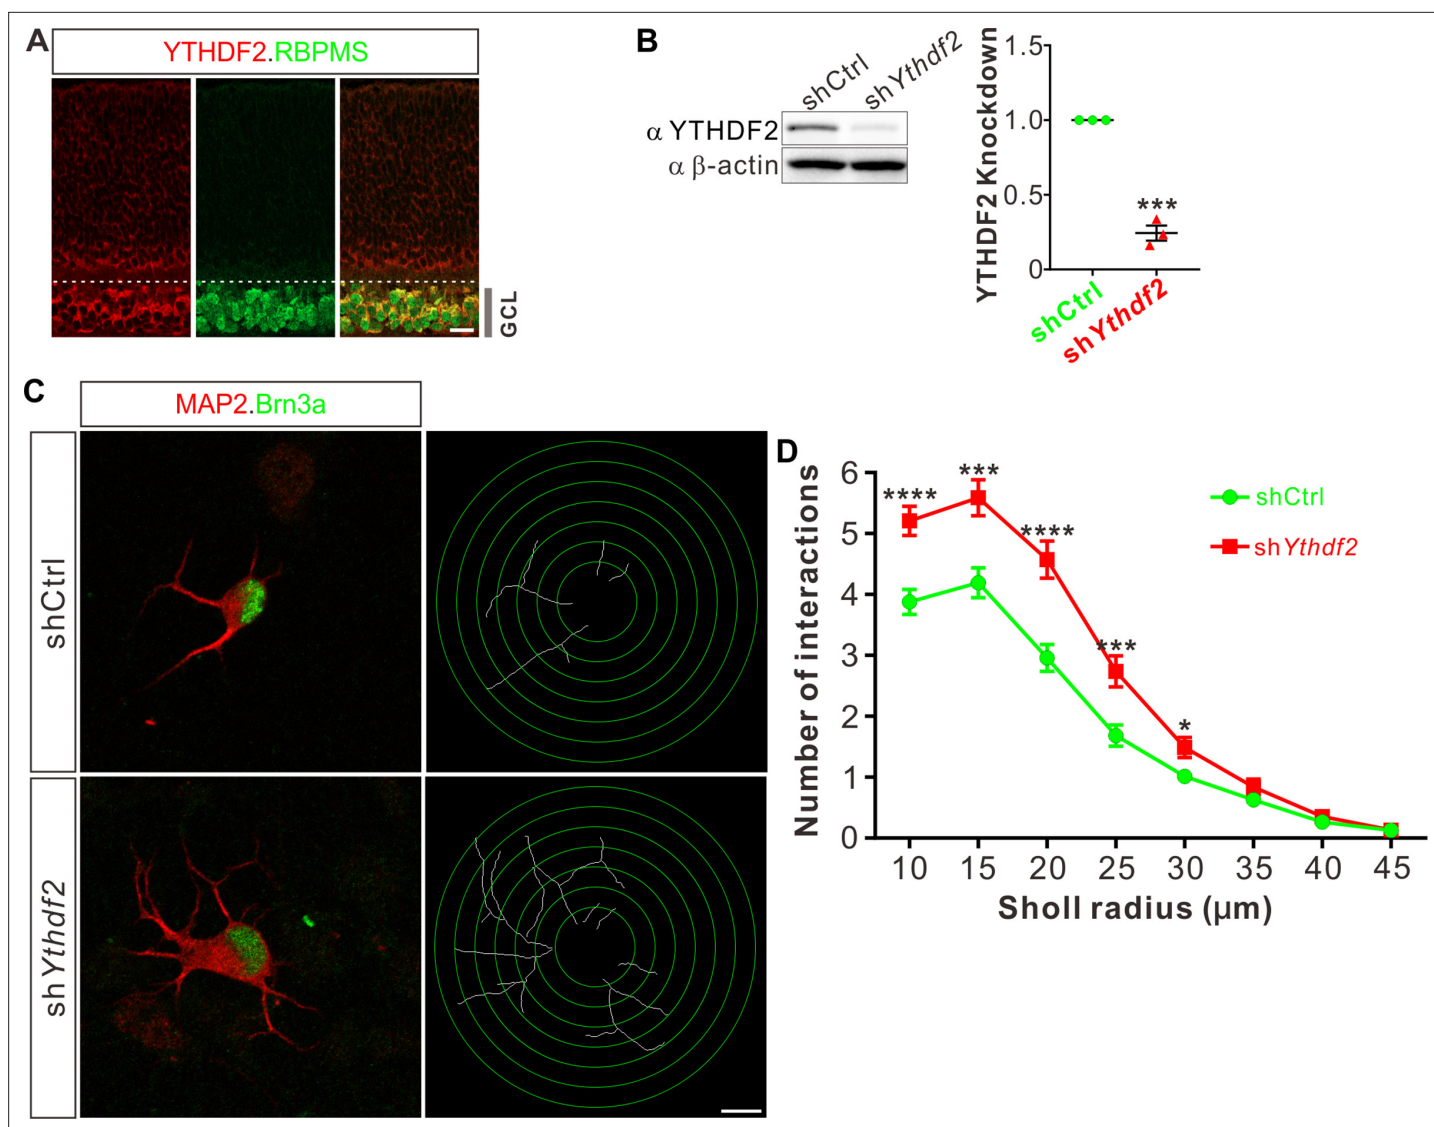 A
YTHDF2.RBPMS
GCL
B
shCtrl
shYthdf2
α YTHDF2
α β-actin
YTHDF2 Knockdown
1.5
1.0
0.5
0
***
shCtrl
shYthdf2
C
MAP2.Brn3a
shCtrl
shYthdf2
D
Number of interactions
6
5
4
3
2
1
0
****
***
****
***
*
shCtrl
shYthdf2
10 15 20 25 30 35 40 45
Sholl radius (μm)